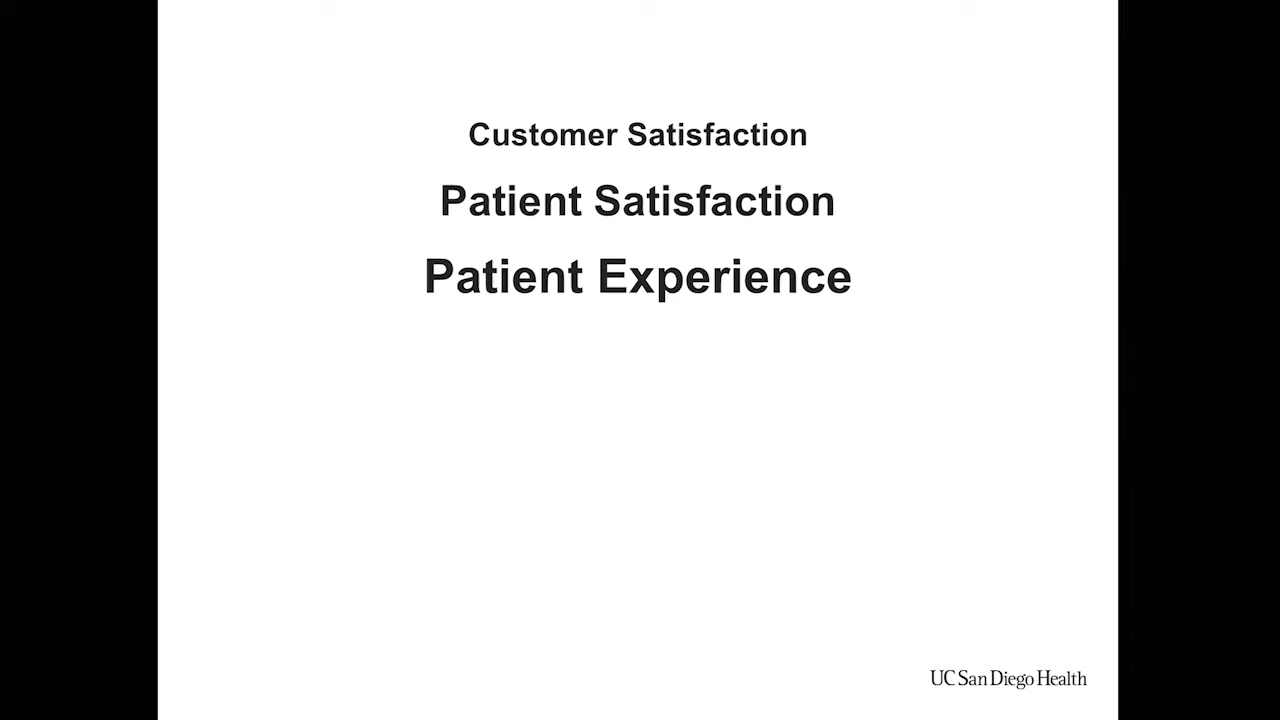 Customer Satisfaction
Patient Satisfaction
Patient Experience
UC San Diego Health